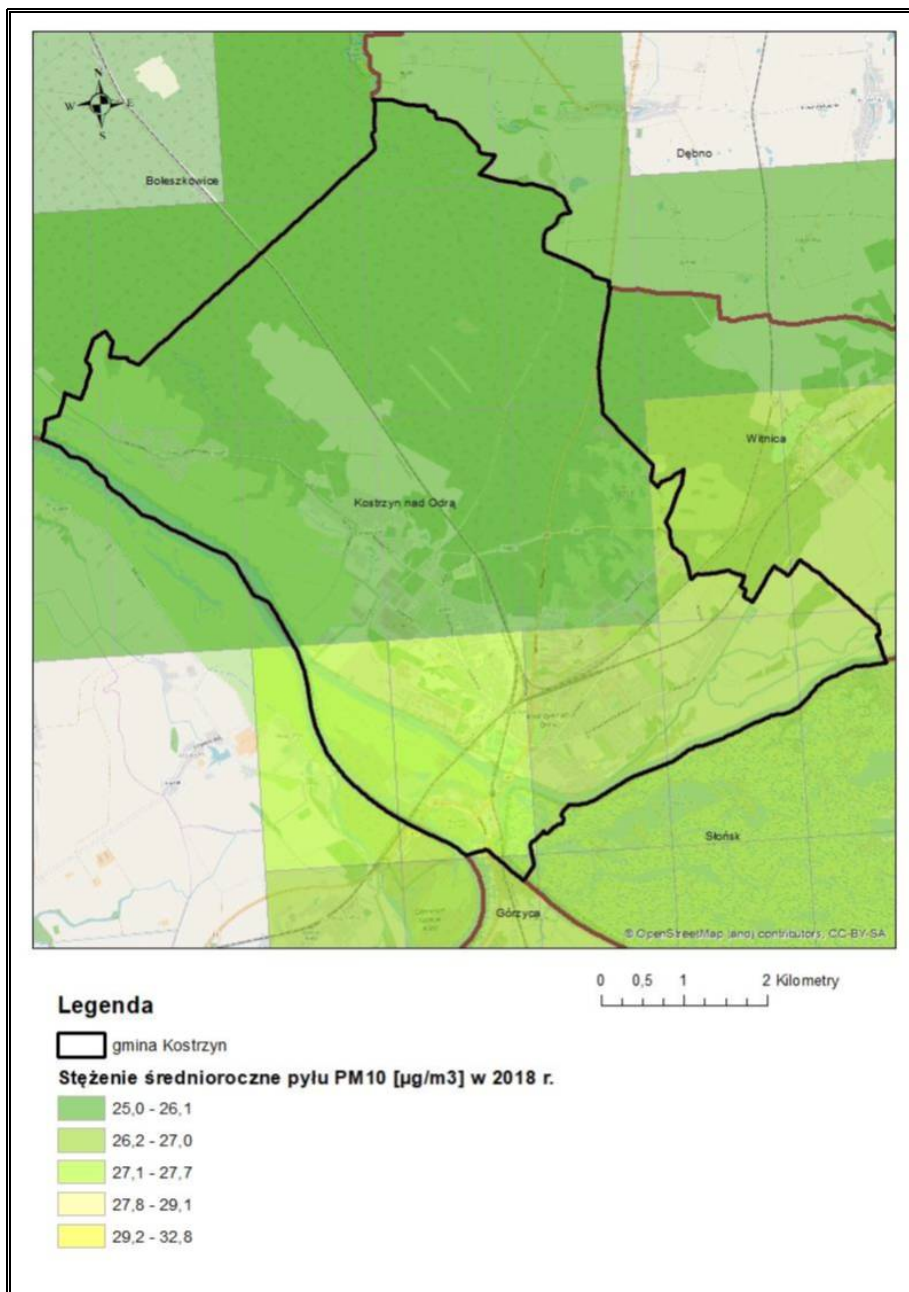 N
W E
S
Dębno
Boleszkowice
Witnica
Kostrzyn nad Odrą
Słońsk
Górzyca
© OpenStreetMap (and) contributors, CC-BY-SA
0 0,5 1 2 Kilometry
Legenda
gmina Kostrzyn
Stężenie średnioroczne pyłu PM10 [µg/m3] w 2018 r.
25,0 - 26,1
26,2 - 27,0
27,1 - 27,7
27,8 - 29,1
29,2 - 32,8